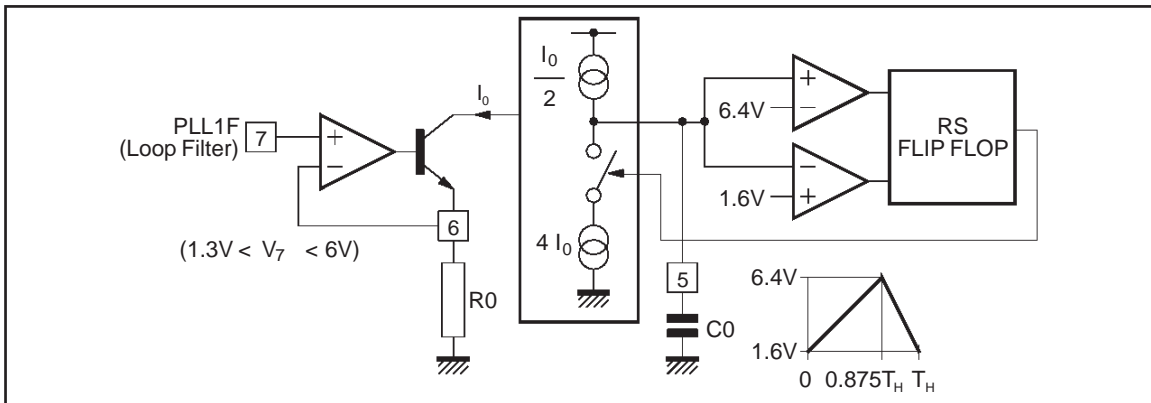 I0
2
I0
PLL1F
(Loop Filter)
7
+
−
6
(1.3V < V7 < 6V)
R0
4 I0
5
C0
+
−
6.4V
−
+
1.6V
RS
FLIP FLOP
6.4V
1.6V
0 0.875TH TH